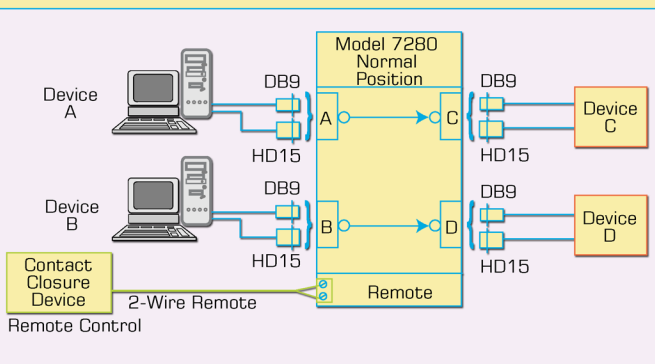 Model 7280
Normal
Position
Device
A
DB9
HD15
A
C
DB9
HD15
Device
C
Device
B
DB9
HD15
B
D
DB9
HD15
Device
D
Contact
Closure
Device
2-Wire Remote
Remote
Remote Control